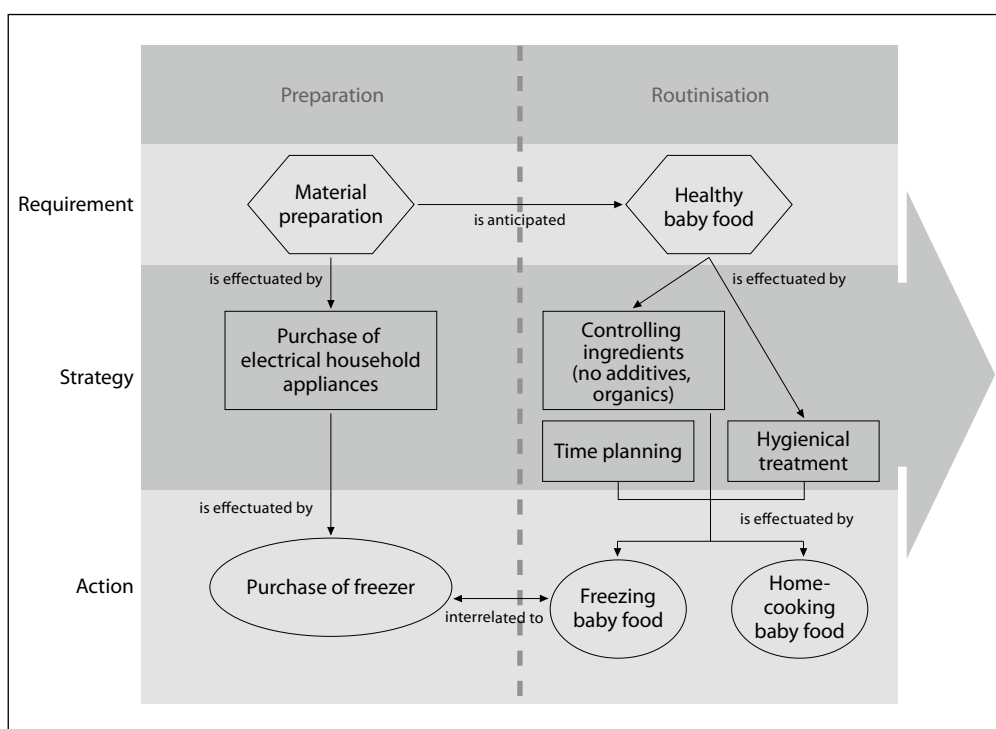 Preparation
Routinisation
Requirement
Material
preparation
is anticipated
Healthy
baby food
is effectuated by
is effectuated by
Strategy
Purchase of
electrical household
appliances
Controlling
ingredients
(no additives,
organics)
Time planning
Hygienical
treatment
is effectuated by
is effectuated by
Action
Purchase of freezer
interrelated to
Freezing
baby food
Home-
cooking
baby food